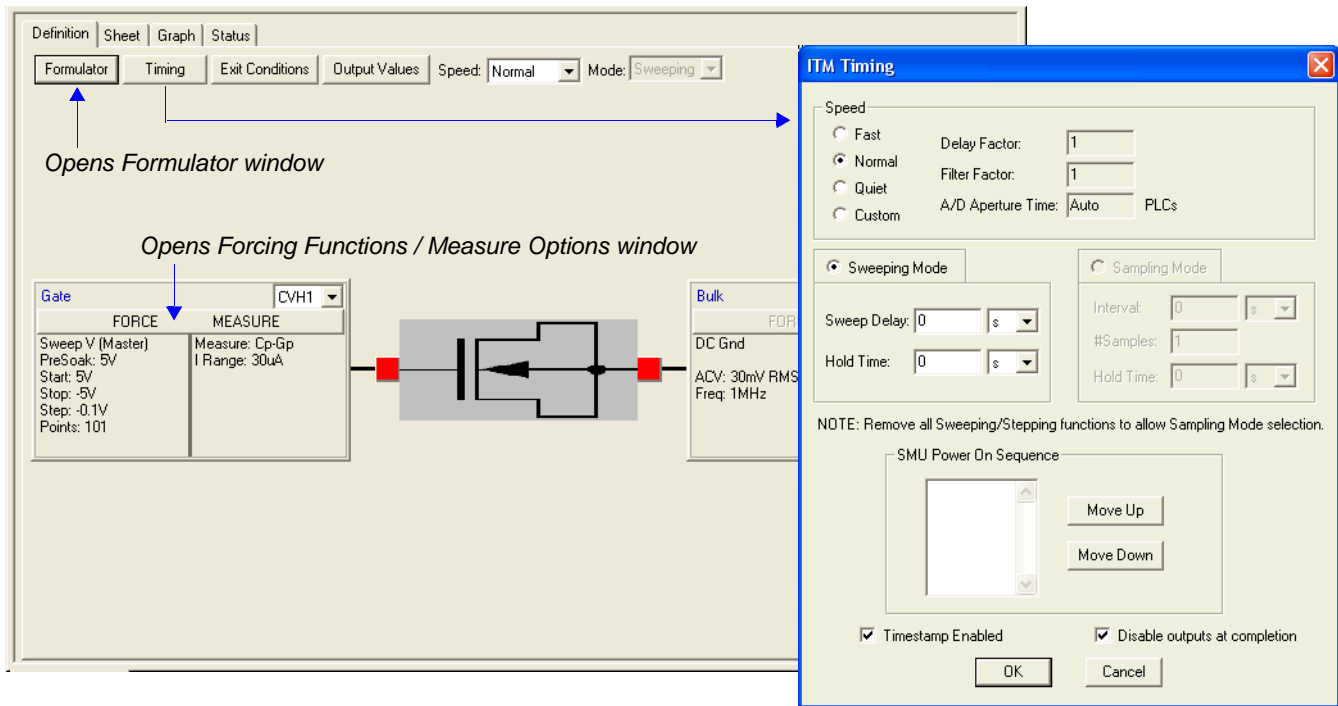 Definition Sheet Graph Status
Formulator Timing Exit Conditions Output Values Speed: Normal Mode: Sweeping
Opens Formulator window
Opens Forcing Functions / Measure Options window
Gate CVH1
FORCE MEASURE
Sweep V (Master)
PreSoak: 5V
Start: 5V
Stop: -5V
Step: -0.1V
Points: 101
Measure: Cp-Gp
I Range: 30uA
Bulk
FOR
DC Gnd
ACV: 30mV RMS
Freq: 1MHz
ITM Timing
Speed
Fast
Normal
Quiet
Custom
Delay Factor: 1
Filter Factor: 1
A/D Aperture Time: Auto PLCs
Sweeping Mode
Sweep Delay: 0 s
Hold Time: 0 s
Sampling Mode
Interval: 0 s
#Samples: 1
Hold Time: 0 s
NOTE: Remove all Sweeping/Stepping functions to allow Sampling Mode selection.
SMU Power On Sequence
Move Up
Move Down
Timestamp Enabled Disable outputs at completion
OK Cancel